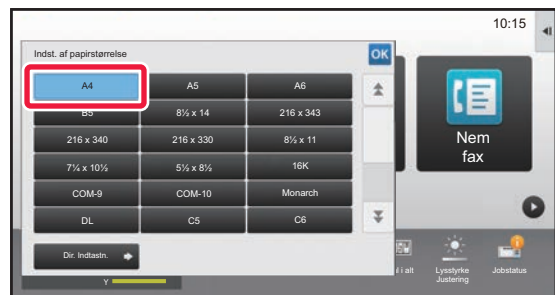 10:15
Indst. af papirstørrelse
OK
A4 A5 A6
B5 8½ x 14 216 x 343
216 x 340 216 x 330 8½ x 11
7¼ x 10½ 5½ x 8½ 16K
COM-9 COM-10 Monarch
DL C5 C6
Dir. Indtastn.
Nem
fax
i alt
Lysstyrke
Justering
Jobstatus
Y